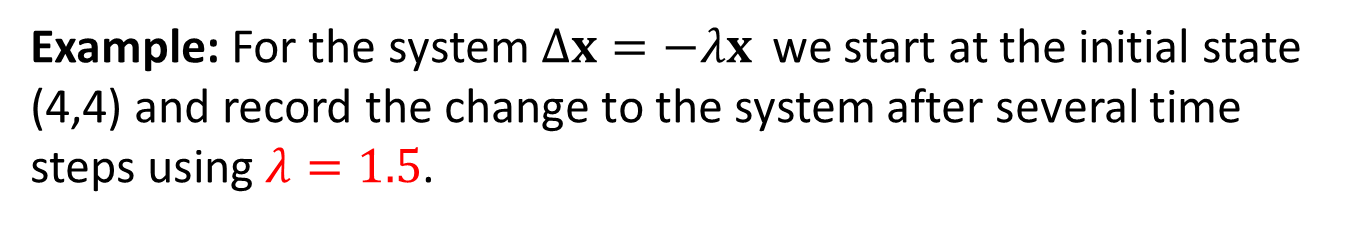 Example: For the system Δx = −λx we start at the initial state
(4,4) and record the change to the system after several time
steps using λ = 1.5.